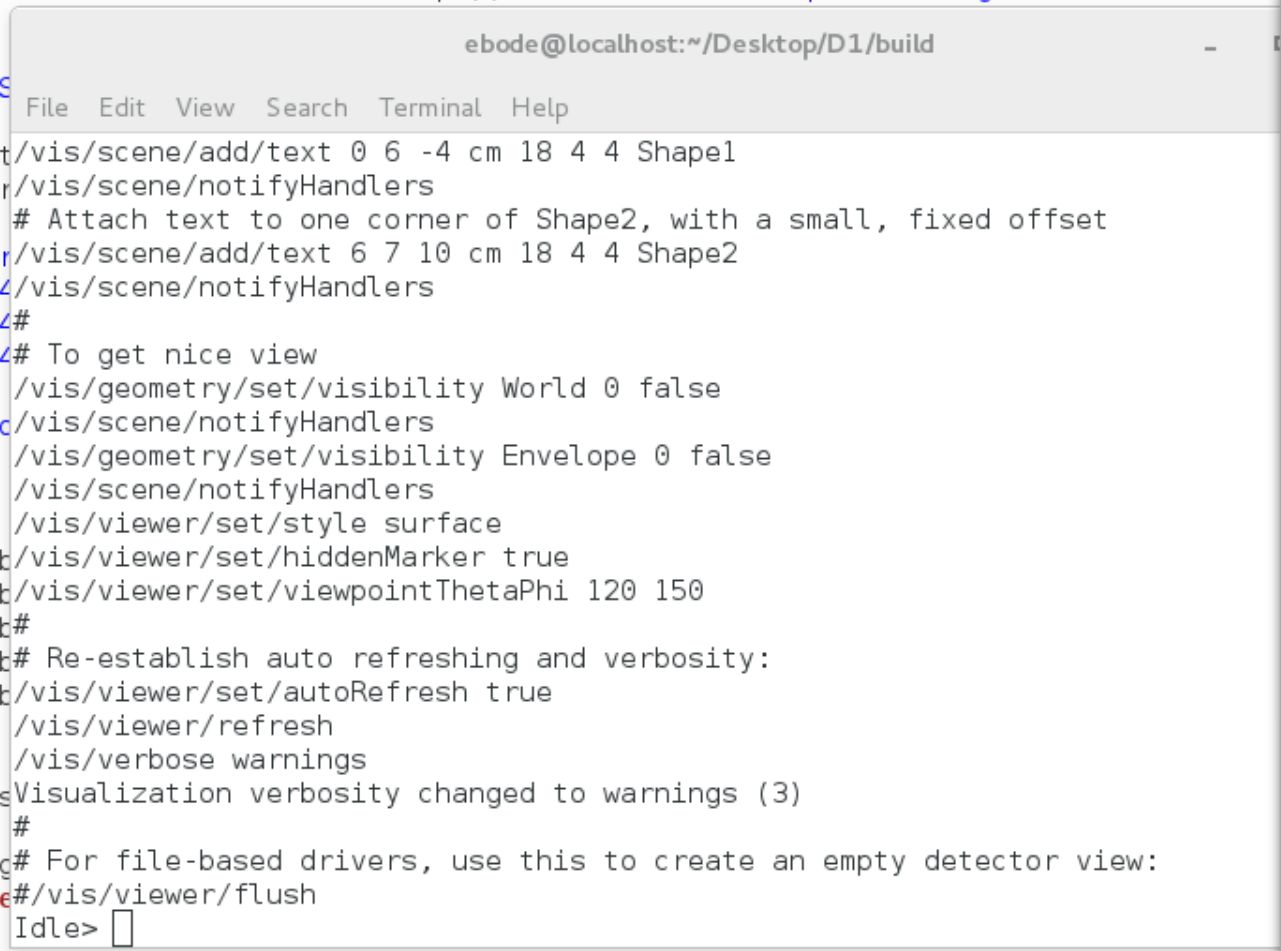 ebode@localhost:~/Desktop/D1/build
File Edit View Search Terminal Help
/vis/scene/add/text 0 6 -4 cm 18 4 4 Shape1
/vis/scene/notifyHandlers
# Attach text to one corner of Shape2, with a small, fixed offset
/vis/scene/add/text 6 7 10 cm 18 4 4 Shape2
/vis/scene/notifyHandlers
#
# To get nice view
/vis/geometry/set/visibility World 0 false
/vis/scene/notifyHandlers
/vis/geometry/set/visibility Envelope 0 false
/vis/scene/notifyHandlers
/vis/viewer/set/style surface
/vis/viewer/set/hiddenMarker true
/vis/viewer/set/viewpointThetaPhi 120 150
#
# Re-establish auto refreshing and verbosity:
/vis/viewer/set/autoRefresh true
/vis/viewer/refresh
/vis/verbose warnings
Visualization verbosity changed to warnings (3)
#
# For file-based drivers, use this to create an empty detector view:
#/vis/viewer/flush
Idle>